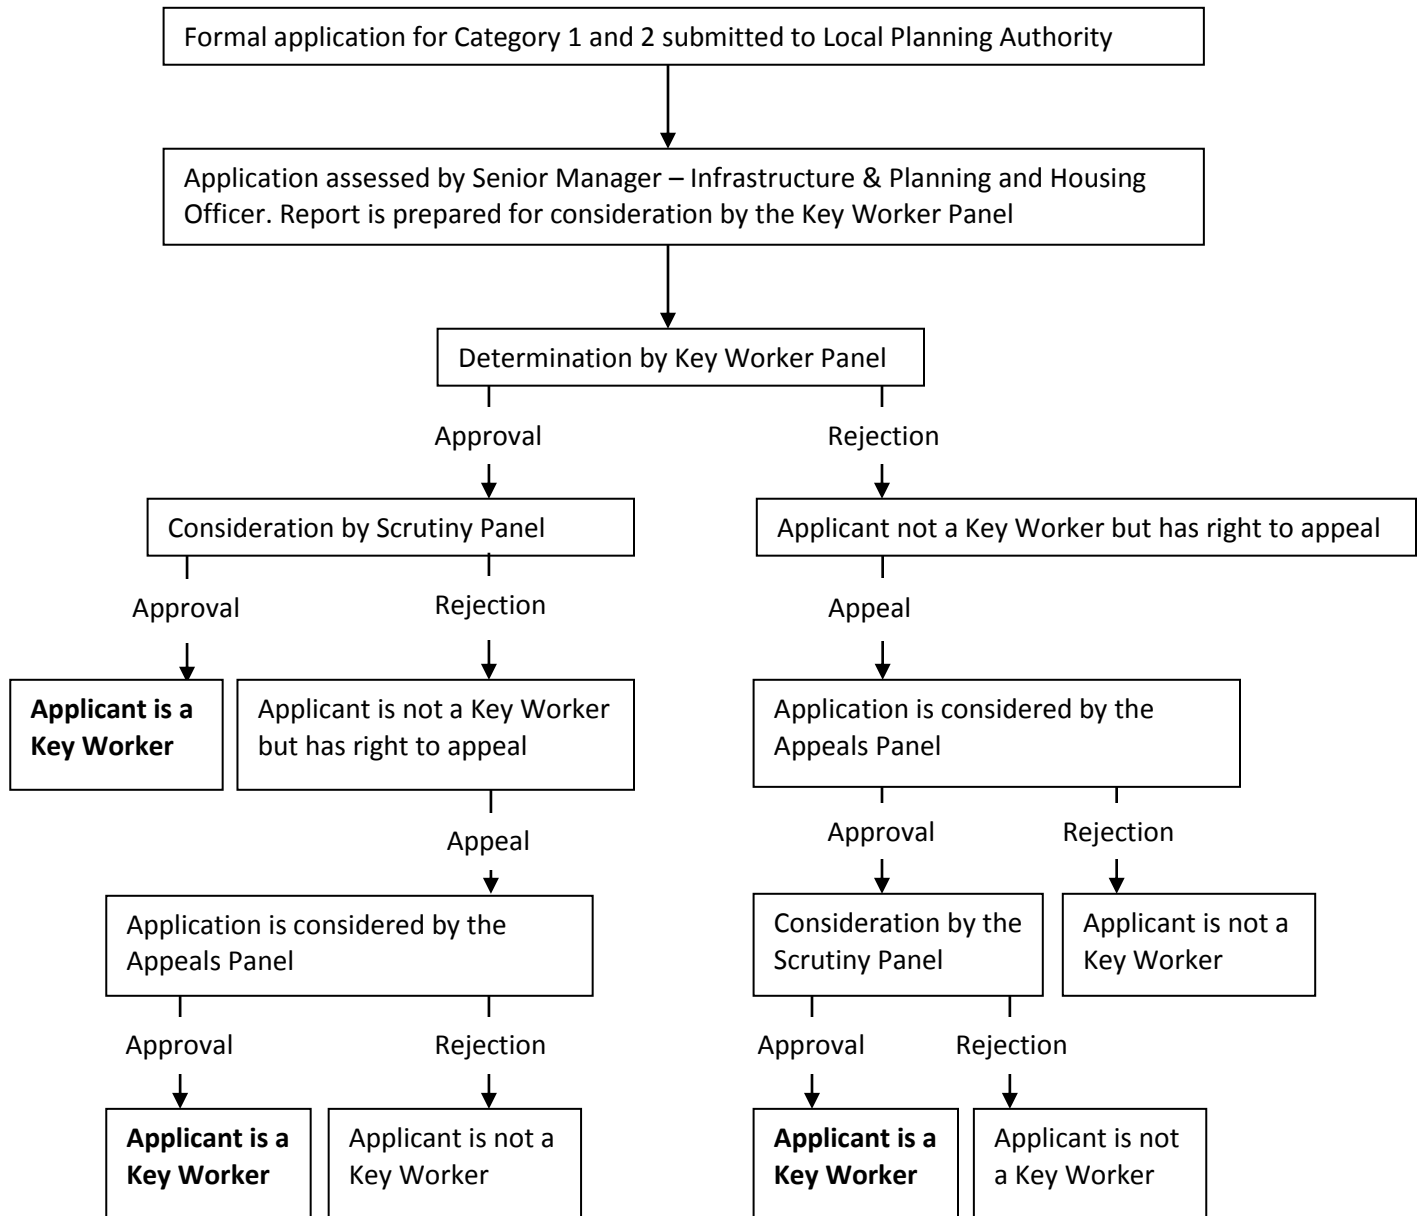 Formal application for Category 1 and 2 submitted to Local Planning Authority
Application assessed by Senior Manager – Infrastructure & Planning and Housing
Officer. Report is prepared for consideration by the Key Worker Panel
Determination by Key Worker Panel
Approval
Rejection
Consideration by Scrutiny Panel
Applicant not a Key Worker but has right to appeal
Approval
Rejection
Appeal
Applicant is a
Key Worker
Applicant is not a Key Worker
but has right to appeal
Application is considered by the
Appeals Panel
Appeal
Approval
Rejection
Application is considered by the
Appeals Panel
Consideration by the
Scrutiny Panel
Applicant is not a
Key Worker
Approval
Rejection
Approval
Rejection
Applicant is a
Key Worker
Applicant is not a
Key Worker
Applicant is a
Key Worker
Applicant is not
a Key Worker